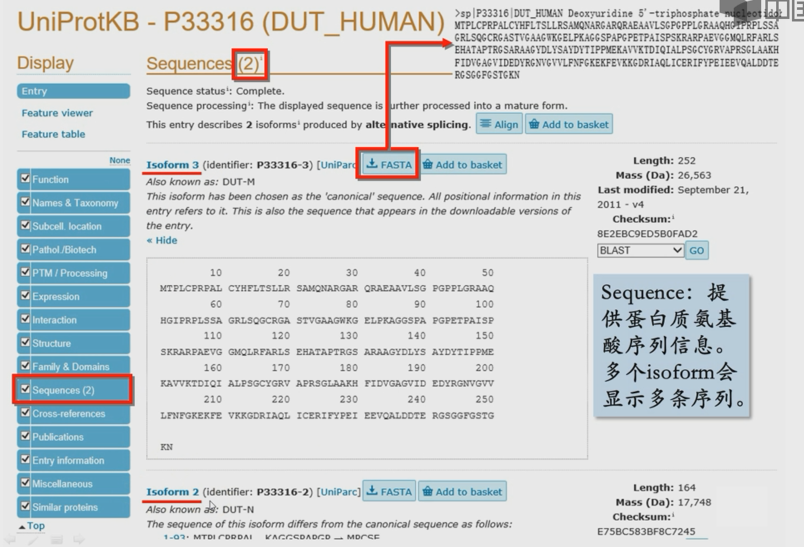 UniProtKB - P33316 (DUT_HUMAN)
>sp|P33316|DUT_HUMAN Deoxyuridine 5'-triphosphate nucleotido
MTPLCPRPALCYHFLTSLLRSAMQNARGARQRAEAAVLSGPGPPLGRAAQHGIPRPLSSA
GRLSQGCRGASTVGAAGWKGELPKAGGSPAPGPETPAISPSKRARPAEVGGMQLRFARLS
EHATAPTRGSARAAGYDLYSAYDYTIPPMEKAVVKTDIQIALPSGCYGRVAPRSGLAAKH
FIDVGAGVIDEDYRGNVGVVLFNFGKEKFEVKKGDRIAQLICERIFYPEIEEVQALDDTE
RGSGGFGSTGKN
Display
Entry
Feature viewer
Feature table
None
Function
Names & Taxonomy
Subcell. location
Pathol./Biotech
PTM / Processing
Expression
Interaction
Structure
Family & Domains
Sequences (2)
Cross-references
Publications
Entry information
Miscellaneous
Similar proteins
Top
Sequences (2)i
Sequence statusi: Complete.
Sequence processingi: The displayed sequence is further processed into a mature form.
This entry describes 2 isoformsi produced by alternative splicing. Align Add to basket
Isoform 3 (identifier: P33316-3) [UniParc FASTA Add to basket
Also known as: DUT-M
This isoform has been chosen as the 'canonical' sequence. All positional information in this
entry refers to it. This is also the sequence that appears in the downloadable versions of
the entry.
« Hide
10 20 30 40 50
MTPLCPRPAL CYHFLTSLLR SAMQNARGAR QRAEAAVLSG PGPPLGRAAQ
60 70 80 90 100
HGIPRPLSSA GRLSQGCRGA STVGAAGWKG ELPKAGGSPA PGPETPAISP
110 120 130 140 150
SKRARPAEVG GMQLRFARLS EHATAPTRGS ARAAGYDLYS AYDYTIPPME
160 170 180 190 200
KAVVKTDIQI ALPSGCYGRV APRSGLAAKH FIDVGAGVID EDYRGNVGVV
210 220 230 240 250
LFNFGKEKFE VKKGDRIAQL ICERIFYPEI EEVQALDDTE RGSGGFGSTG
KN
Length: 252
Mass (Da): 26,563
Last modified: September 21,
2011 - v4
Checksum:i
8E2EBC9ED5B0FAD2
BLAST GO
Sequence：提
供蛋白质氨基
酸序列信息。
多个isoform会
显示多条序列。
Isoform 2 (identifier: P33316-2) [UniParc] FASTA Add to basket
Also known as: DUT-N
The sequence of this isoform differs from the canonical sequence as follows:
1-93: MTPLCPRPAL...KAGGSPAPGP → MPCSE
Length: 164
Mass (Da): 17,748
Checksum:i
E75BC583BF8C7245